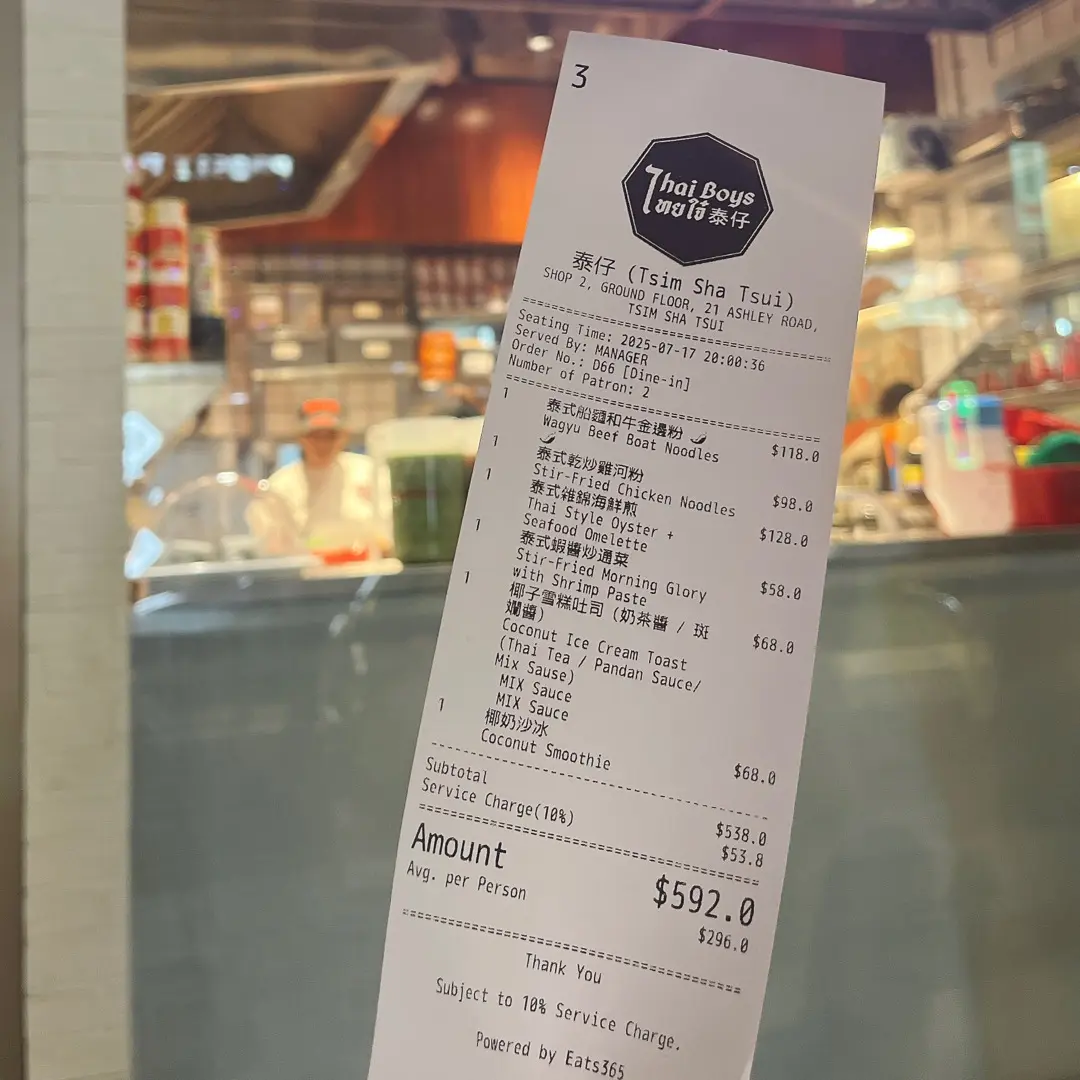 3
Thai Boys
ไทยใจ๋ 泰仔
泰仔 (Tsim Sha Tsui)
SHOP 2, GROUND FLOOR, 21 ASHLEY ROAD,
TSIM SHA TSUI
Seating Time: 2025-07-17 20:00:36
Served By: MANAGER
Order No.: D66 [Dine-in]
Number of Patron: 2
1 泰式船麵和牛金邊粉 $118.0
Wagyu Beef Boat Noodles
1 泰式乾炒雞河粉 $98.0
Stir-Fried Chicken Noodles
1 泰式雜錦海鮮煎 $128.0
Thai Style Oyster +
Seafood Omelette
1 泰式蝦醬炒通菜 $58.0
Stir-Fried Morning Glory
with Shrimp Paste
1 椰子雪糕吐司 (奶茶醬 / 斑 $68.0
斕醬)
Coconut Ice Cream Toast
(Thai Tea / Pandan Sauce/
Mix Sause)
MIX Sauce
MIX Sauce
1 椰奶沙冰 $68.0
Coconut Smoothie
Subtotal $538.0
Service Charge(10%) $53.8
Amount $592.0
Avg. per Person $296.0
Thank You
Subject to 10% Service Charge.
Powered by Eats365